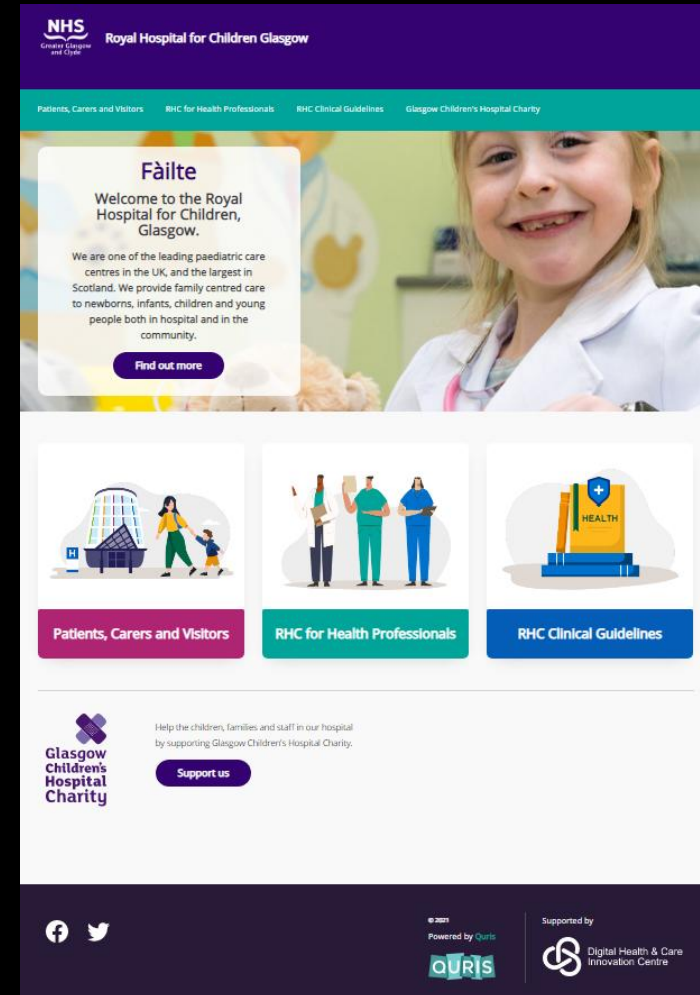 NHS
Greater Glasgow
and Clyde
Royal Hospital for Children Glasgow
Patients, Carers and Visitors
RHC for Health Professionals
RHC Clinical Guidelines
Glasgow Children's Hospital Charity
Fàilte
Welcome to the Royal
Hospital for Children,
Glasgow.
We are one of the leading paediatric care
centres in the UK, and the largest in
Scotland. We provide family centred care
to newborns, infants, children and young
people both in hospital and in the
community.
Find out more
H
HEALTH
Patients, Carers and Visitors
RHC for Health Professionals
RHC Clinical Guidelines
Glasgow
Children's
Hospital
Charity
Help the children, families and staff in our hospital
by supporting Glasgow Children's Hospital Charity.
Support us
© 2021
Powered by Quris
QURIS
Supported by
Digital Health & Care
Innovation Centre